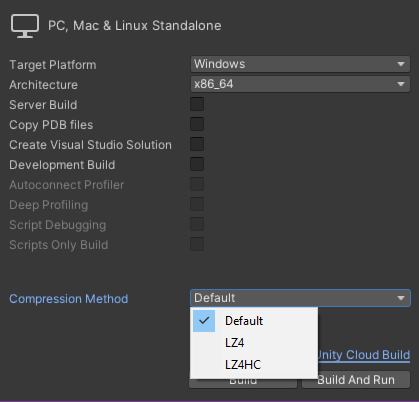 PC, Mac & Linux Standalone
Target Platform Windows
Architecture x86_64
Server Build
Copy PDB files
Create Visual Studio Solution
Development Build
Autoconnect Profiler
Deep Profiling
Script Debugging
Scripts Only Build
Compression Method Default
Default
LZ4
LZ4HC
Unity Cloud Build
Build Build And Run